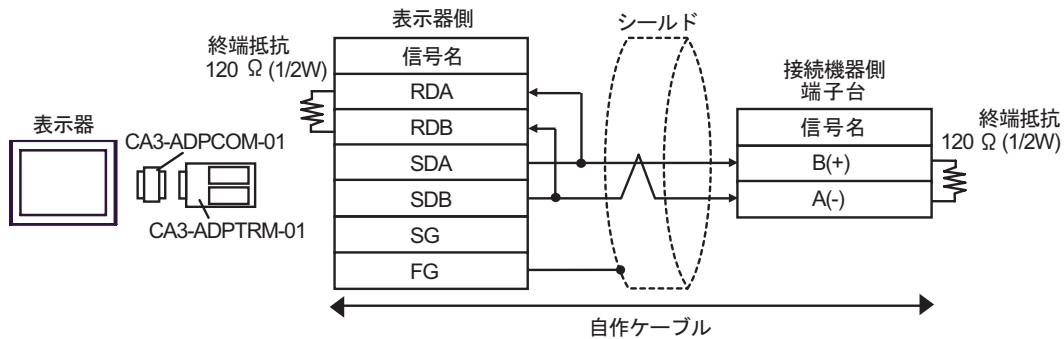 表示器
CA3-ADPCOM-01
CA3-ADPTRM-01
終端抵抗
120 Ω (1/2W)
表示器側
信号名
RDA
RDB
SDA
SDB
SG
FG
シールド
接続機器側
端子台
信号名
B(+)
A(-)
終端抵抗
120 Ω (1/2W)
自作ケーブル